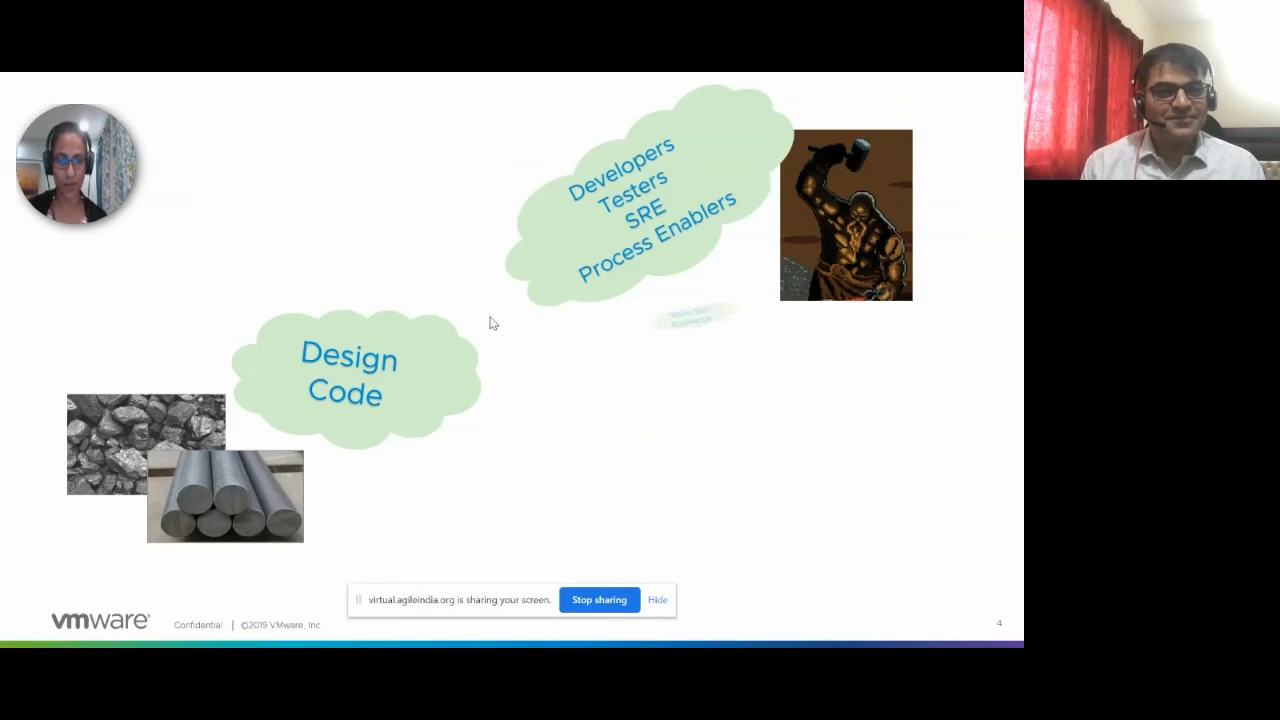 Developers
Testers
SRE
Process Enablers
Design
Code
virtual.agileindia.org is sharing your screen.
Stop sharing
Hide
vmware®
Confidential | ©2019 VMware, Inc.
4